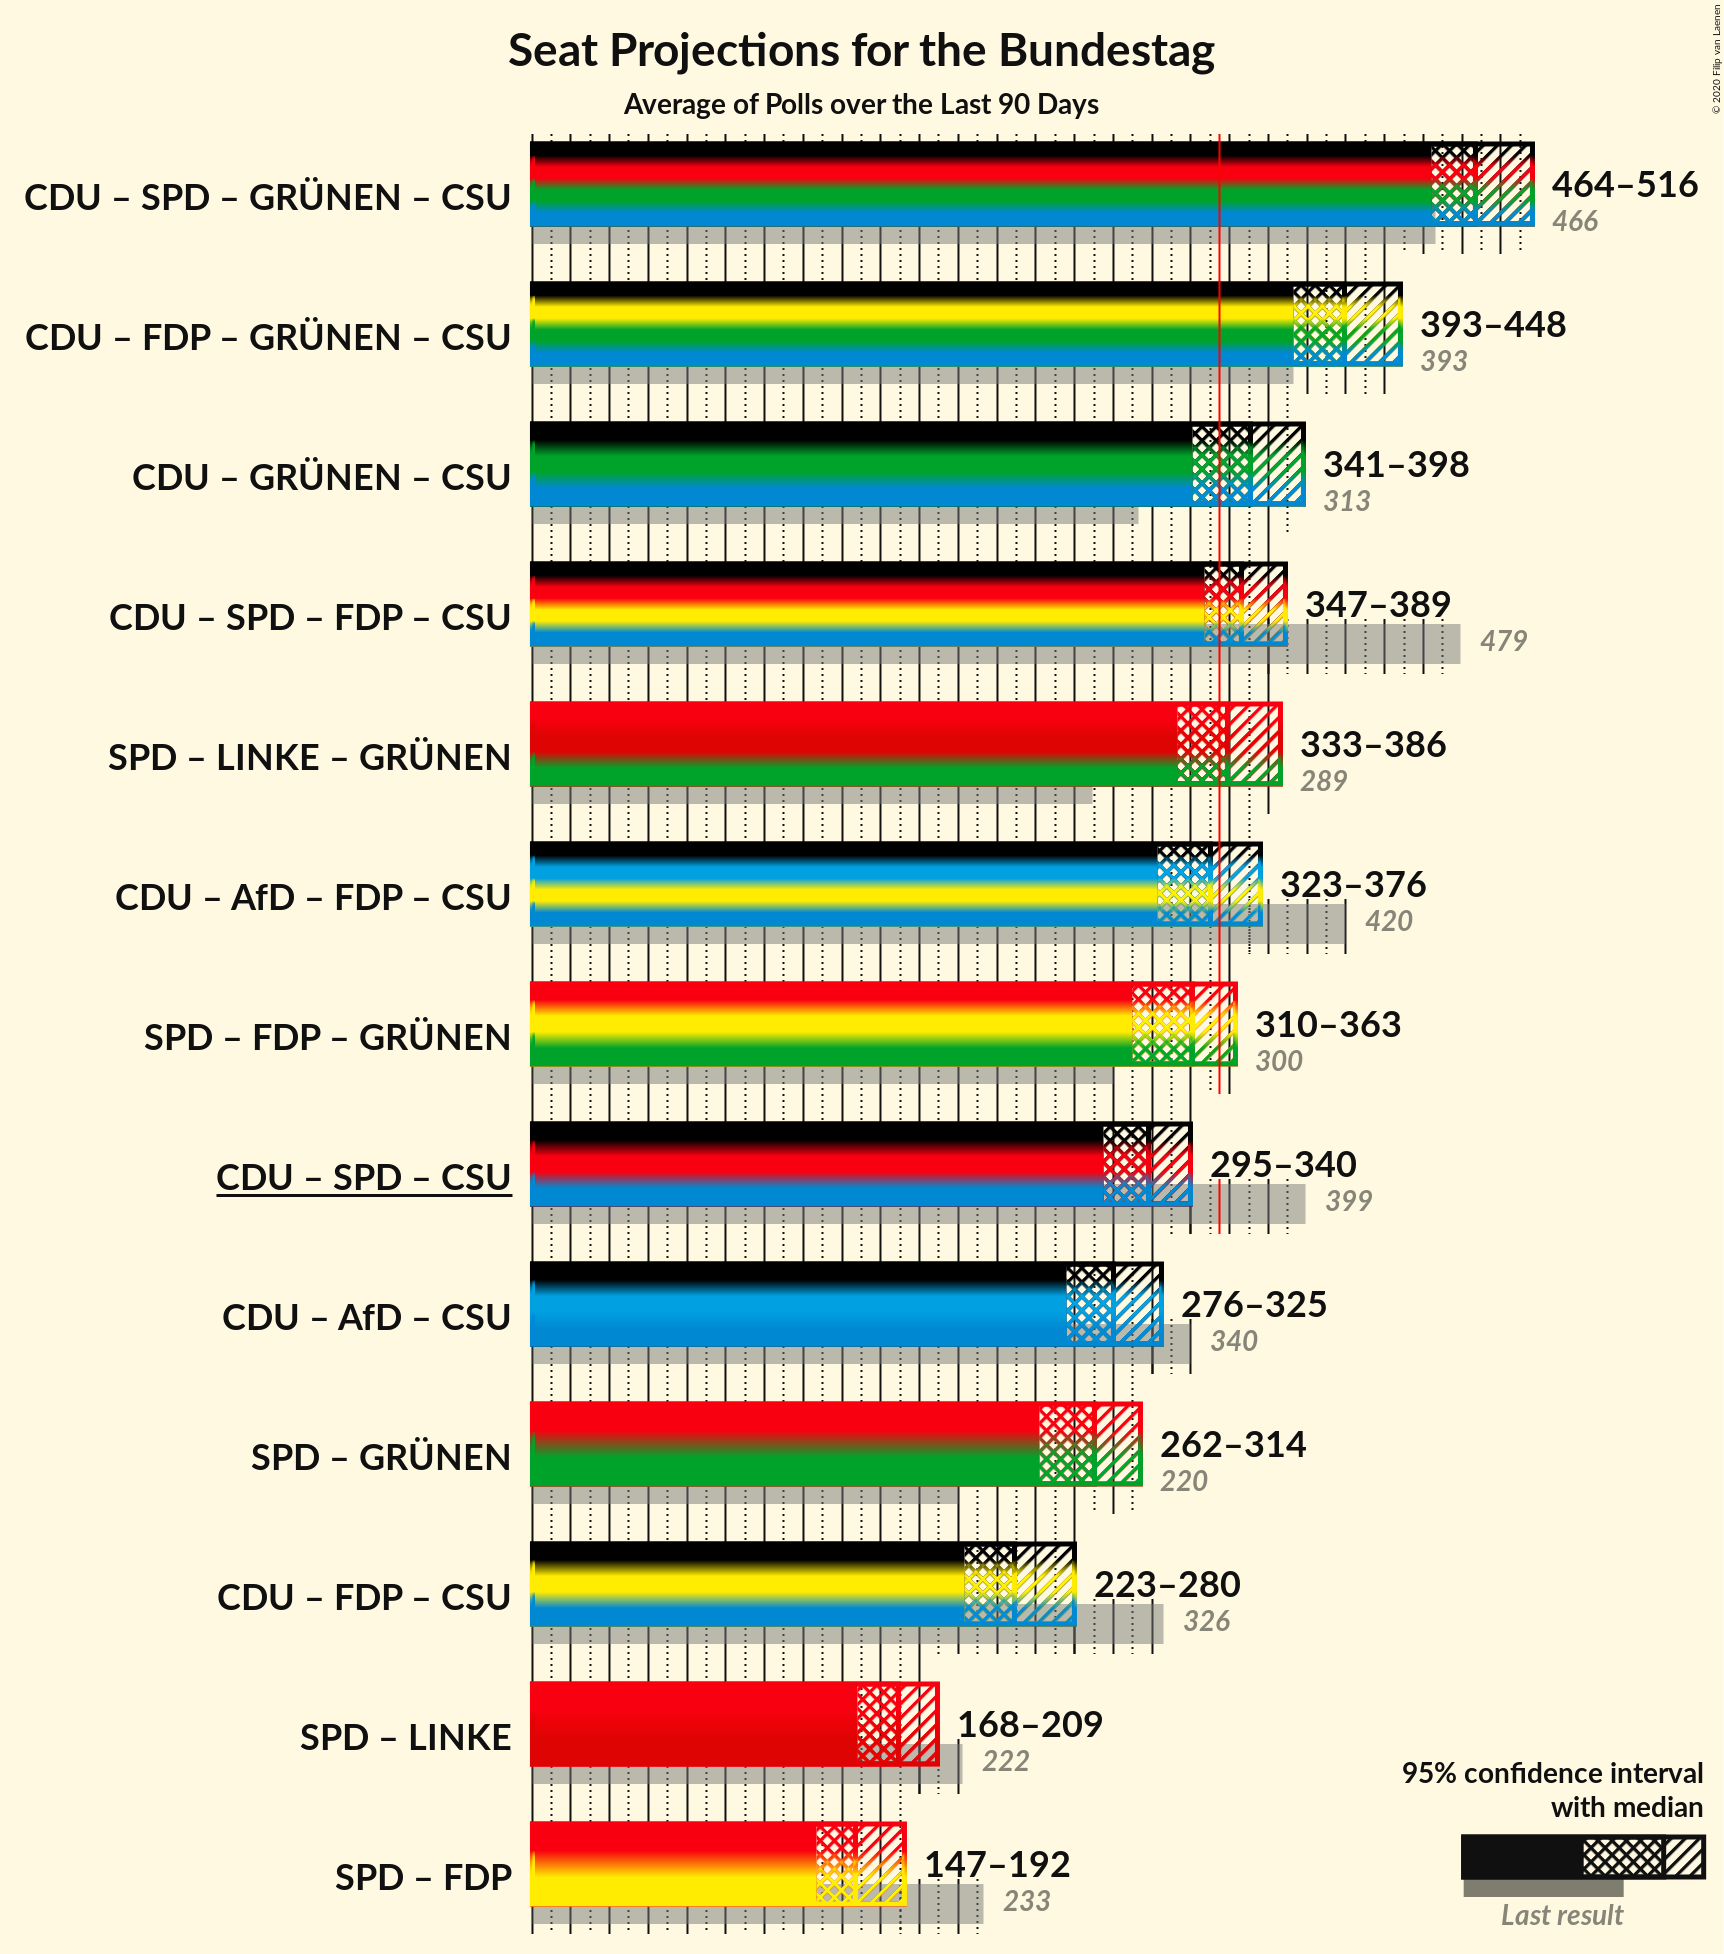 Seat Projections for the Bundestag
Average of Polls over the Last 90 Days
© 2020 Filip van Laenen
CDU – SPD – GRÜNEN – CSU
464–516
466
CDU – FDP – GRÜNEN – CSU
393–448
393
CDU – GRÜNEN – CSU
341–398
313
CDU – SPD – FDP – CSU
347–389
479
SPD – LINKE – GRÜNEN
333–386
289
CDU – AfD – FDP – CSU
323–376
420
SPD – FDP – GRÜNEN
310–363
300
CDU – SPD – CSU
295–340
399
CDU – AfD – CSU
276–325
340
SPD – GRÜNEN
262–314
220
CDU – FDP – CSU
223–280
326
SPD – LINKE
168–209
222
SPD – FDP
147–192
233
95% confidence interval
with median
Last result